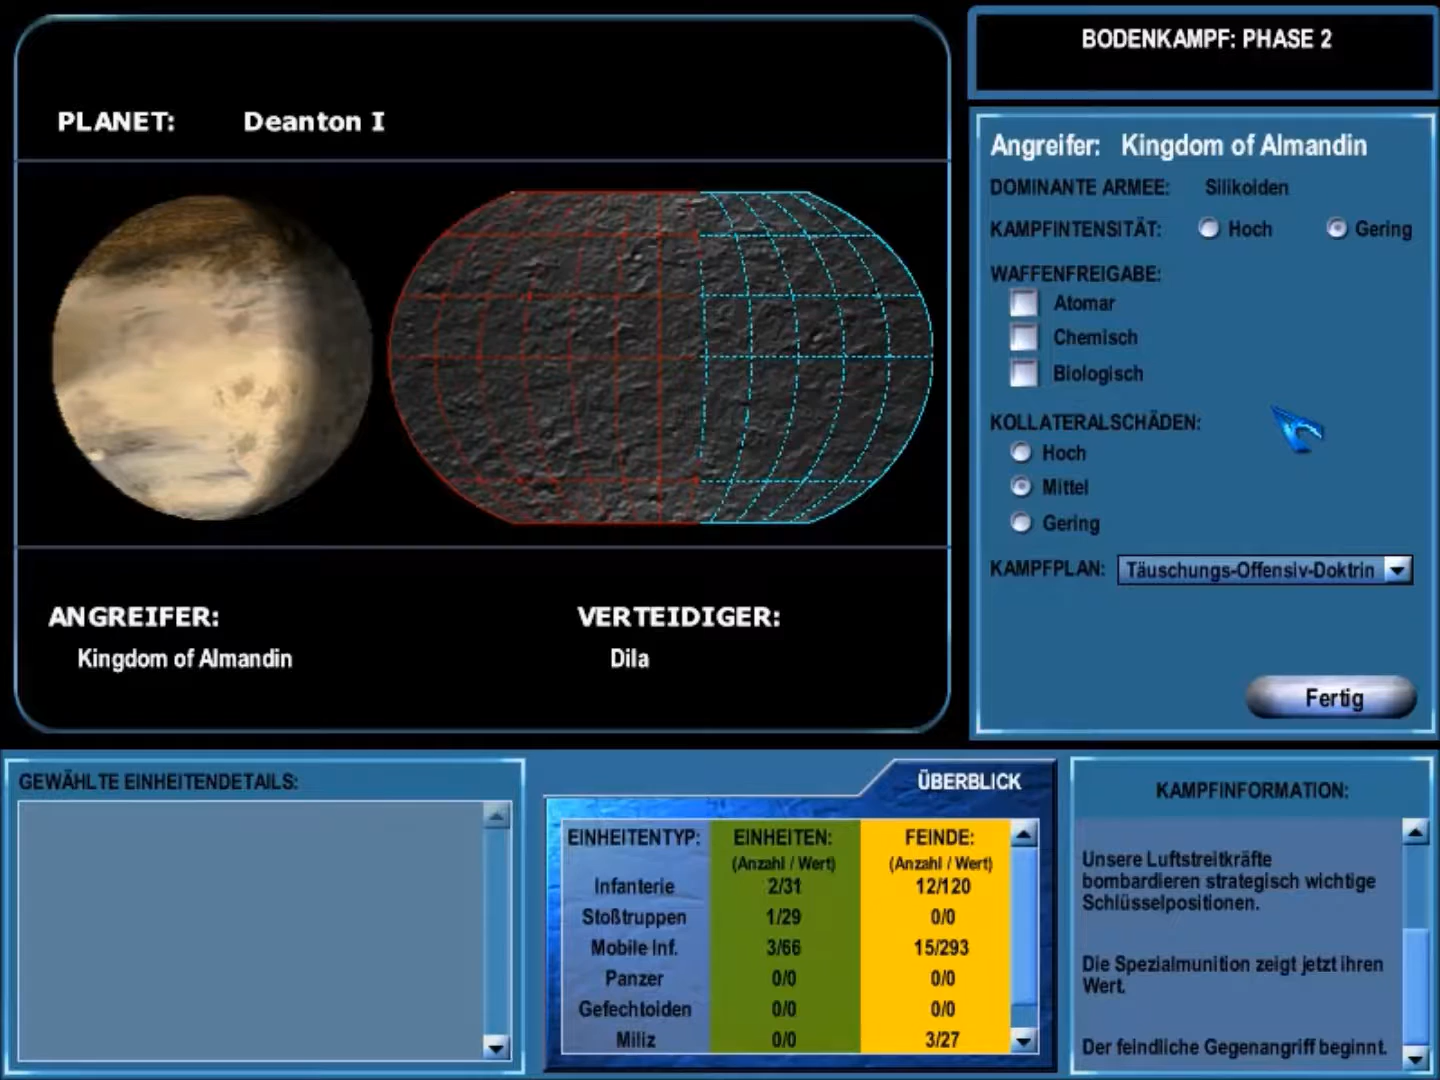 PLANET: Deanton I
ANGREIFER:
Kingdom of Almandin
VERTEIDIGER:
Dila
BODENKAMPF: PHASE 2
Angreifer: Kingdom of Almandin
DOMINANTE ARMEE: Silikoiden
KAMPFINTENSITÄT: Hoch Gering
WAFFENFREIGABE:
Atomar
Chemisch
Biologisch
KOLLATERALSCHÄDEN:
Hoch
Mittel
Gering
KAMPFPLAN: Täuschungs-Offensiv-Doktrin
Fertig
GEWÄHLTE EINHEITENDETAILS:
ÜBERBLICK
EINHEITENTYP: EINHEITEN: FEINDE:
(Anzahl / Wert) (Anzahl / Wert)
Infanterie 2/31 12/120
Stoßtruppen 1/29 0/0
Mobile Inf. 3/66 15/293
Panzer 0/0 0/0
Gefechtoiden 0/0 0/0
Miliz 0/0 3/27
KAMPFINFORMATION:
Unsere Luftstreitkräfte
bombardieren strategisch wichtige
Schlüsselpositionen.
Die Spezialmunition zeigt jetzt ihren
Wert.
Der feindliche Gegenangriff beginnt.